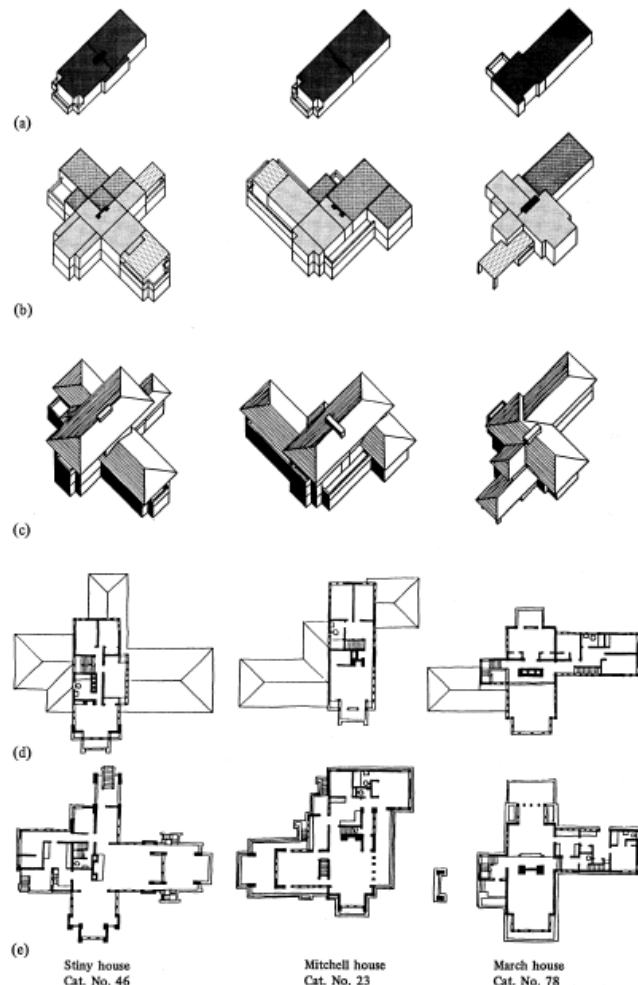 (a)
(b)
(c)
(d)
(e)
Stiny house
Cat. No. 46
Mitchell house
Cat. No. 23
March house
Cat. No. 78